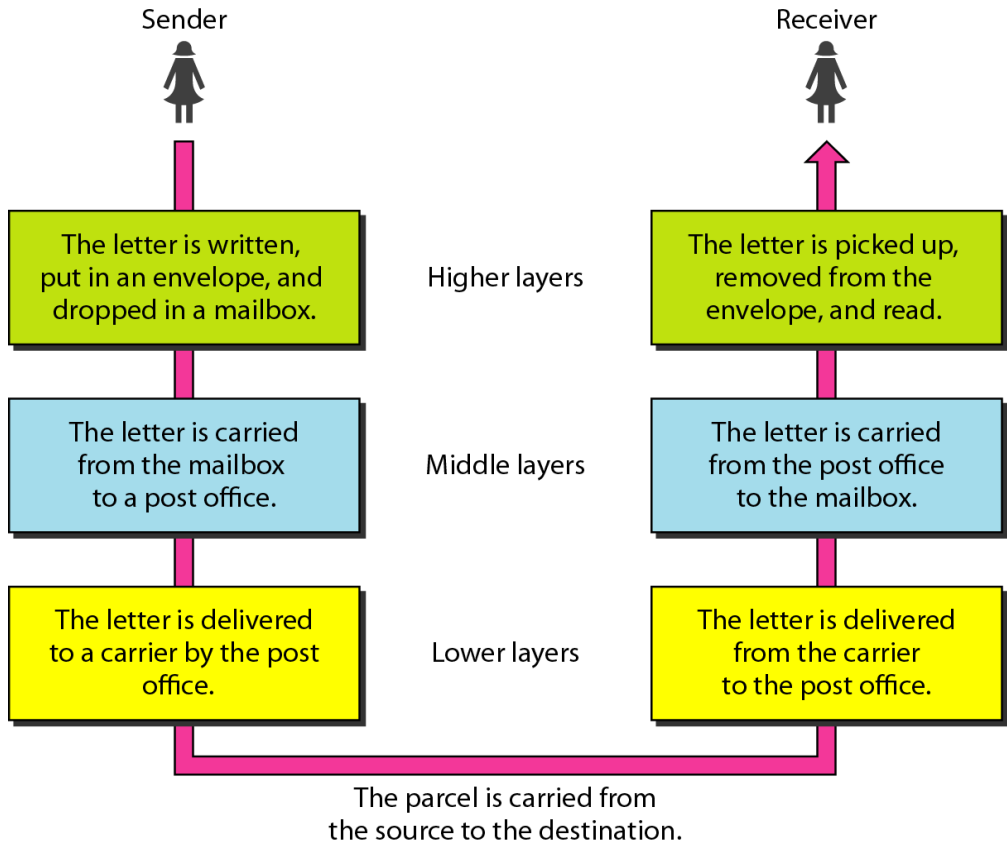 Sender
Receiver
The letter is written,
put in an envelope, and
dropped in a mailbox.
Higher layers
The letter is picked up,
removed from the
envelope, and read.
The letter is carried
from the mailbox
to a post office.
Middle layers
The letter is carried
from the post office
to the mailbox.
The letter is delivered
to a carrier by the post
office.
Lower layers
The letter is delivered
from the carrier
to the post office.
The parcel is carried from
the source to the destination.